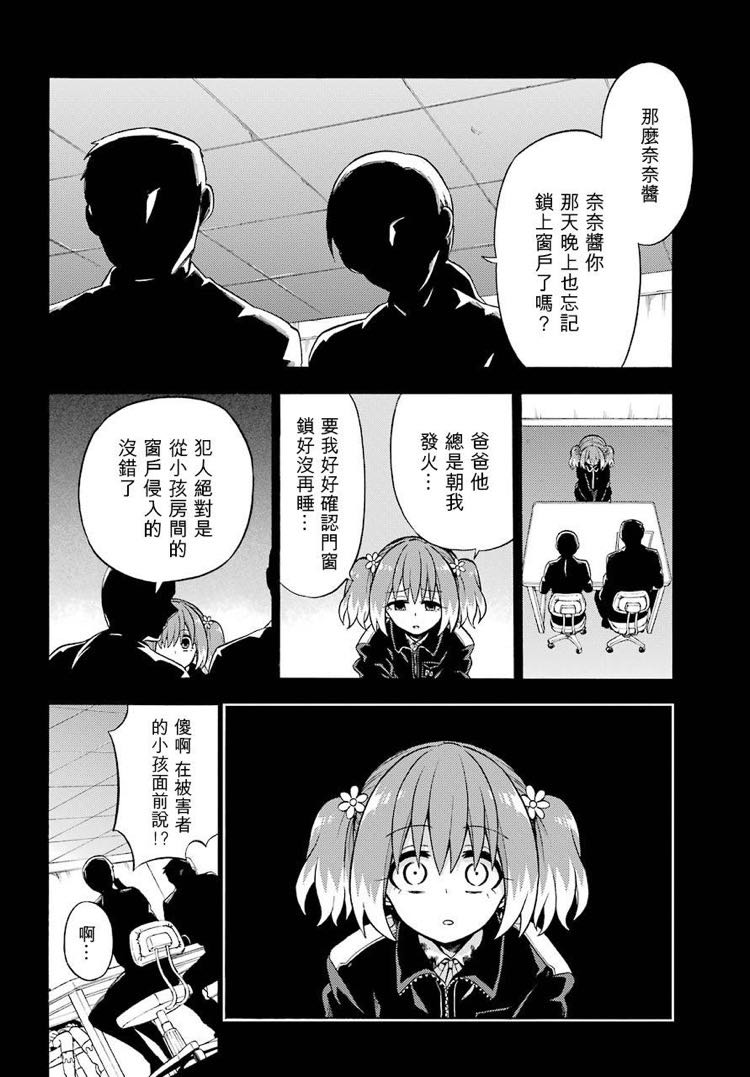 那麼奈奈醬
奈奈醬你
那天晚上也忘記
鎖上窗戶了嗎?
爸爸他
總是朝我
發火…
要我好好確認門窗
鎖好沒再睡…
犯人絕對是
從小孩房間的
窗戶侵入的
沒錯了
傻啊 在被害者
的小孩面前說!?
啊…